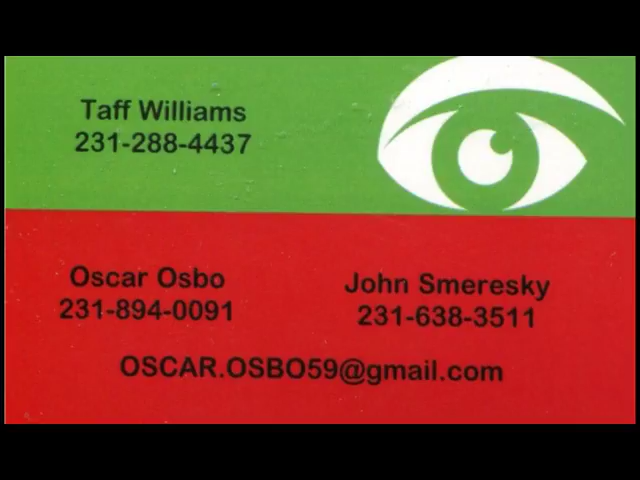 Taff Williams
231-288-4437
Oscar Osbo
231-894-0091
John Smeresky
231-638-3511
OSCAR.OSBO59@gmail.com